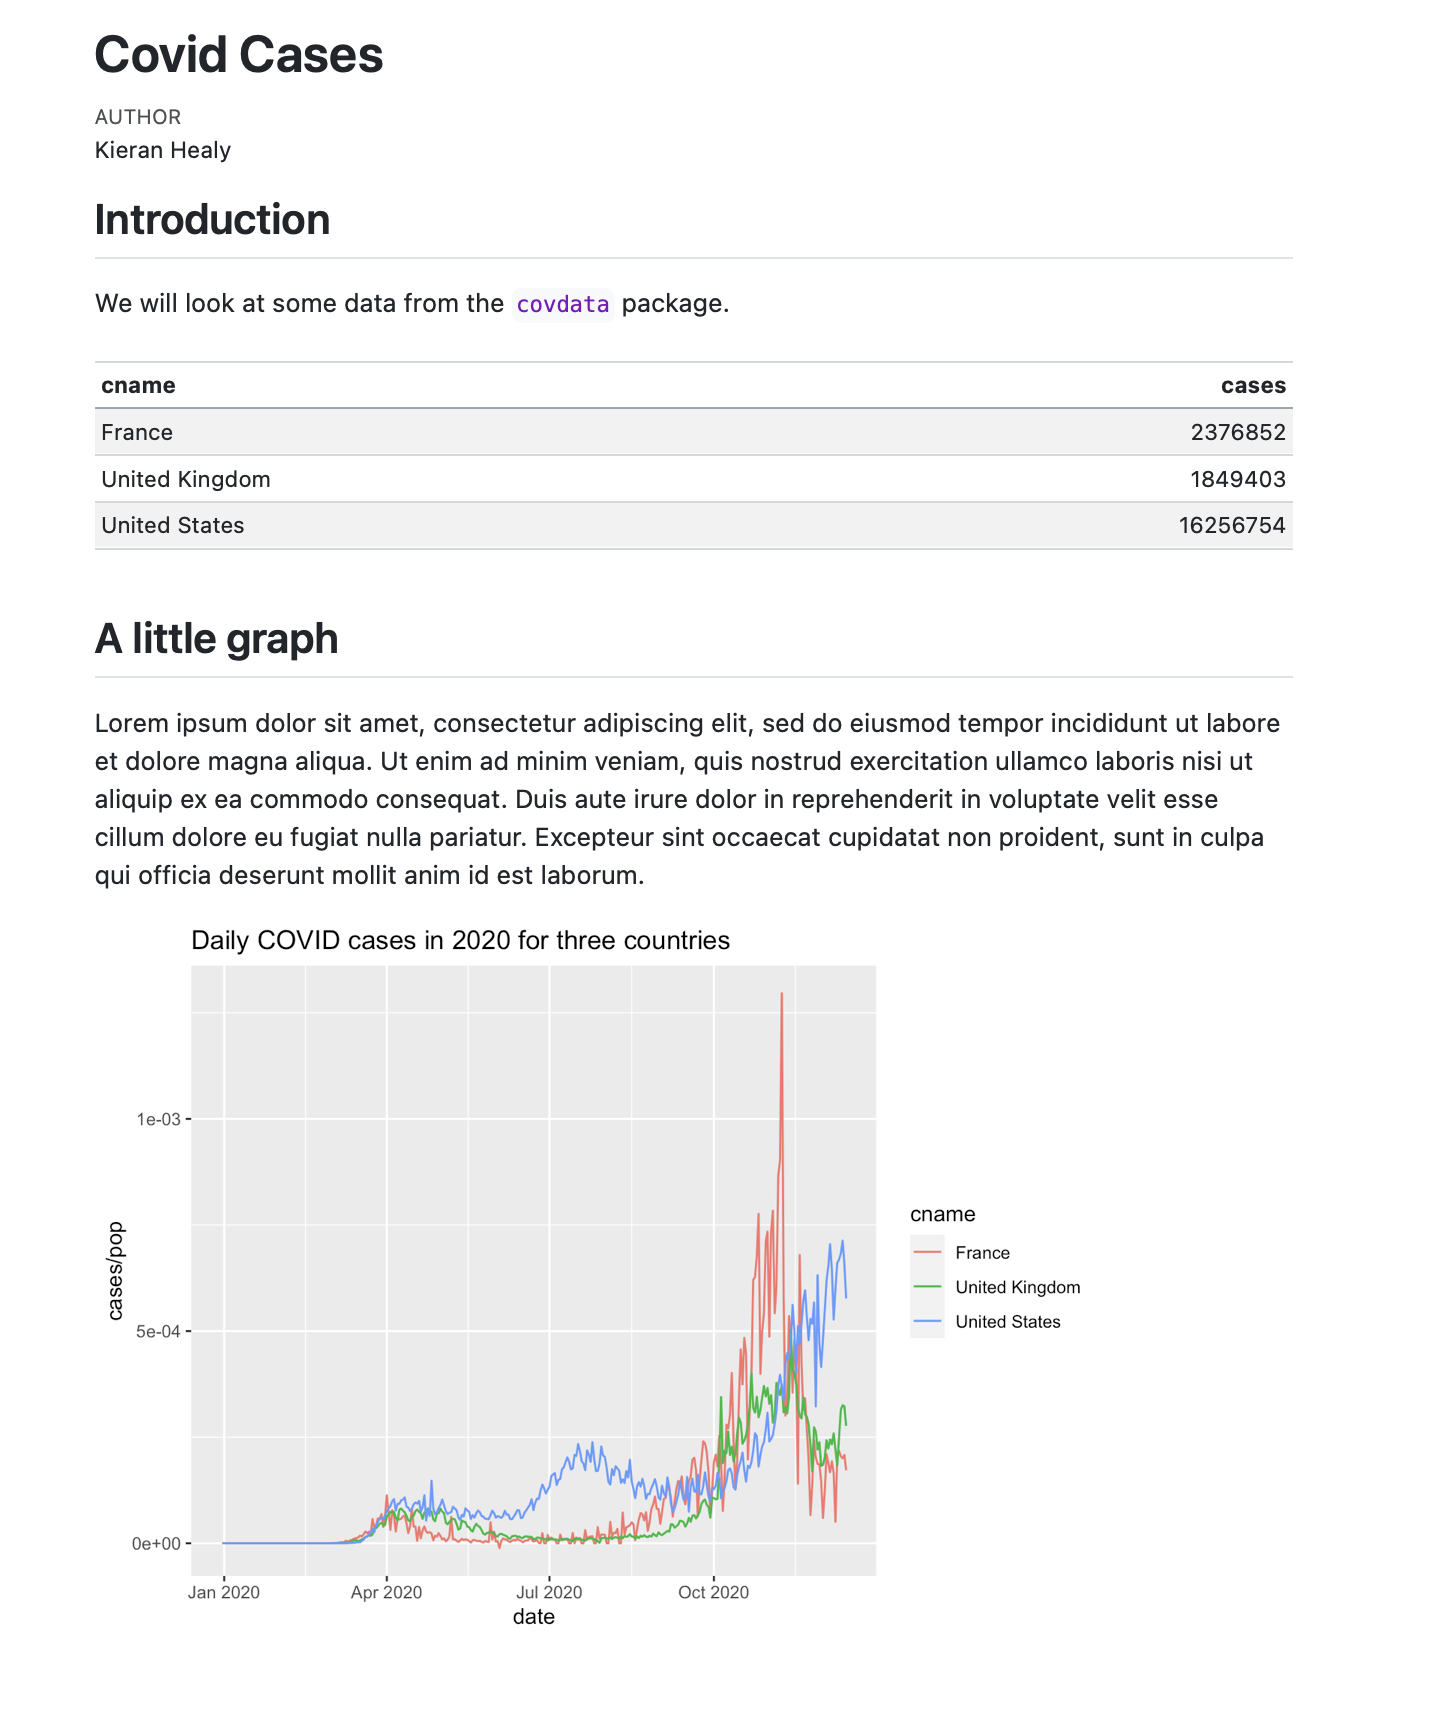 Covid Cases
AUTHOR
Kieran Healy
Introduction
We will look at some data from the covdata package.
cname cases
France 2376852
United Kingdom 1849403
United States 16256754
A little graph
Lorem ipsum dolor sit amet, consectetur adipiscing elit, sed do eiusmod tempor incididunt ut labore
et dolore magna aliqua. Ut enim ad minim veniam, quis nostrud exercitation ullamco laboris nisi ut
aliquip ex ea commodo consequat. Duis aute irure dolor in reprehenderit in voluptate velit esse
cillum dolore eu fugiat nulla pariatur. Excepteur sint occaecat cupidatat non proident, sunt in culpa
qui officia deserunt mollit anim id est laborum.
Daily COVID cases in 2020 for three countries
1e-03
5e-04
0e+00
cases/pop
Jan 2020 Apr 2020 Jul 2020 Oct 2020
date
cname
France
United Kingdom
United States